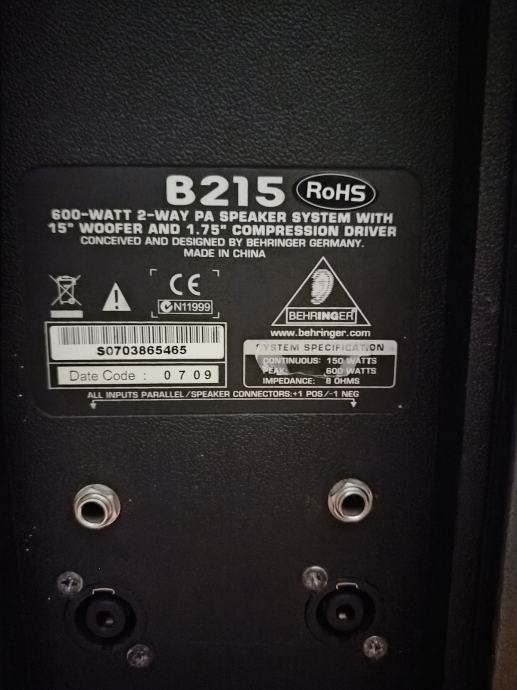 B215 RoHS
600-WATT 2-WAY PA SPEAKER SYSTEM WITH
15" WOOFER AND 1.75" COMPRESSION DRIVER
CONCEIVED AND DESIGNED BY BEHRINGER GERMANY.
MADE IN CHINA
CE
N11999
BEHRINGER
www.behringer.com
S0703865465
Date Code : 0709
SYSTEM SPECIFICATION
CONTINUOUS: 150 WATTS
PEAK: 600 WATTS
IMPEDANCE: 8 OHMS
ALL INPUTS PARALLEL/SPEAKER CONNECTORS:+1 POS/-1 NEG